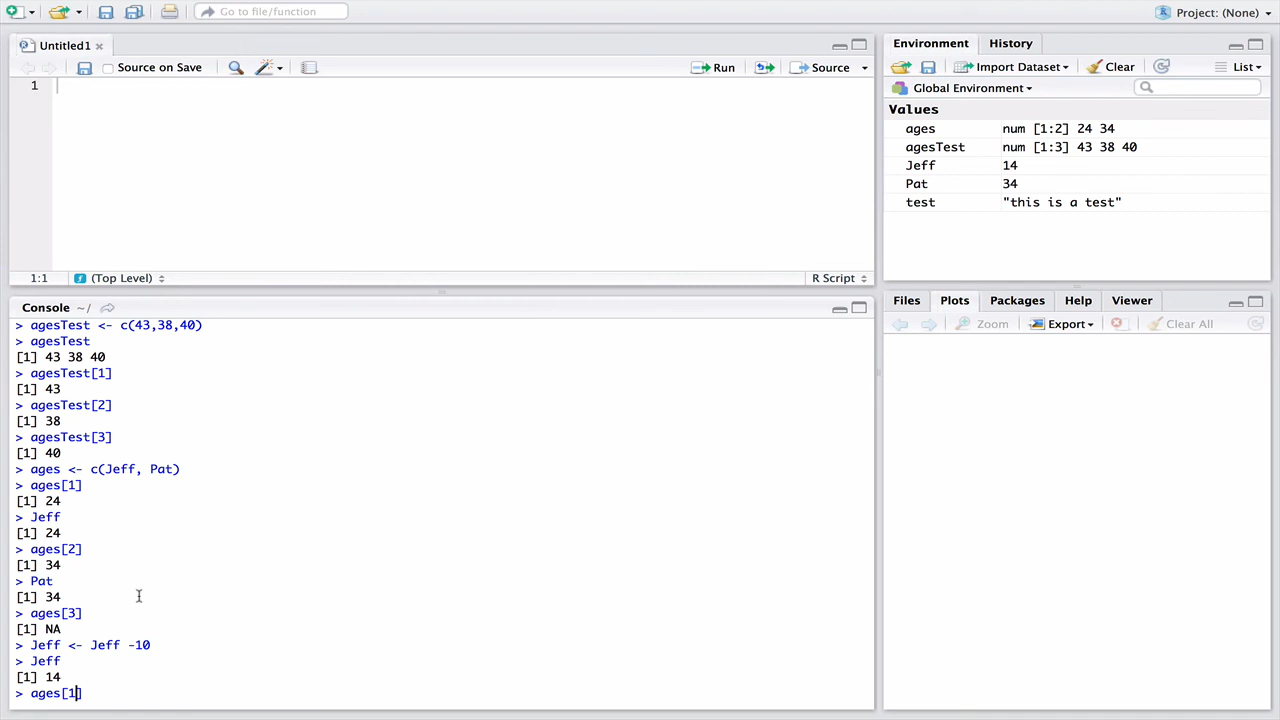 Go to file/function
Project: (None)
Untitled1
Source on Save
Run
Source
1
1:1
(Top Level)
R Script
Console ~/
> agesTest <- c(43,38,40)
> agesTest
[1] 43 38 40
> agesTest[1]
[1] 43
> agesTest[2]
[1] 38
> agesTest[3]
[1] 40
> ages <- c(Jeff, Pat)
> ages[1]
[1] 24
> Jeff
[1] 24
> ages[2]
[1] 34
> Pat
[1] 34
> ages[3]
[1] NA
> Jeff <- Jeff -10
> Jeff
[1] 14
> ages[1]
Environment History
Import Dataset Clear List
Global Environment
Values
ages num [1:2] 24 34
agesTest num [1:3] 43 38 40
Jeff 14
Pat 34
test "this is a test"
Files Plots Packages Help Viewer
Zoom Export Clear All